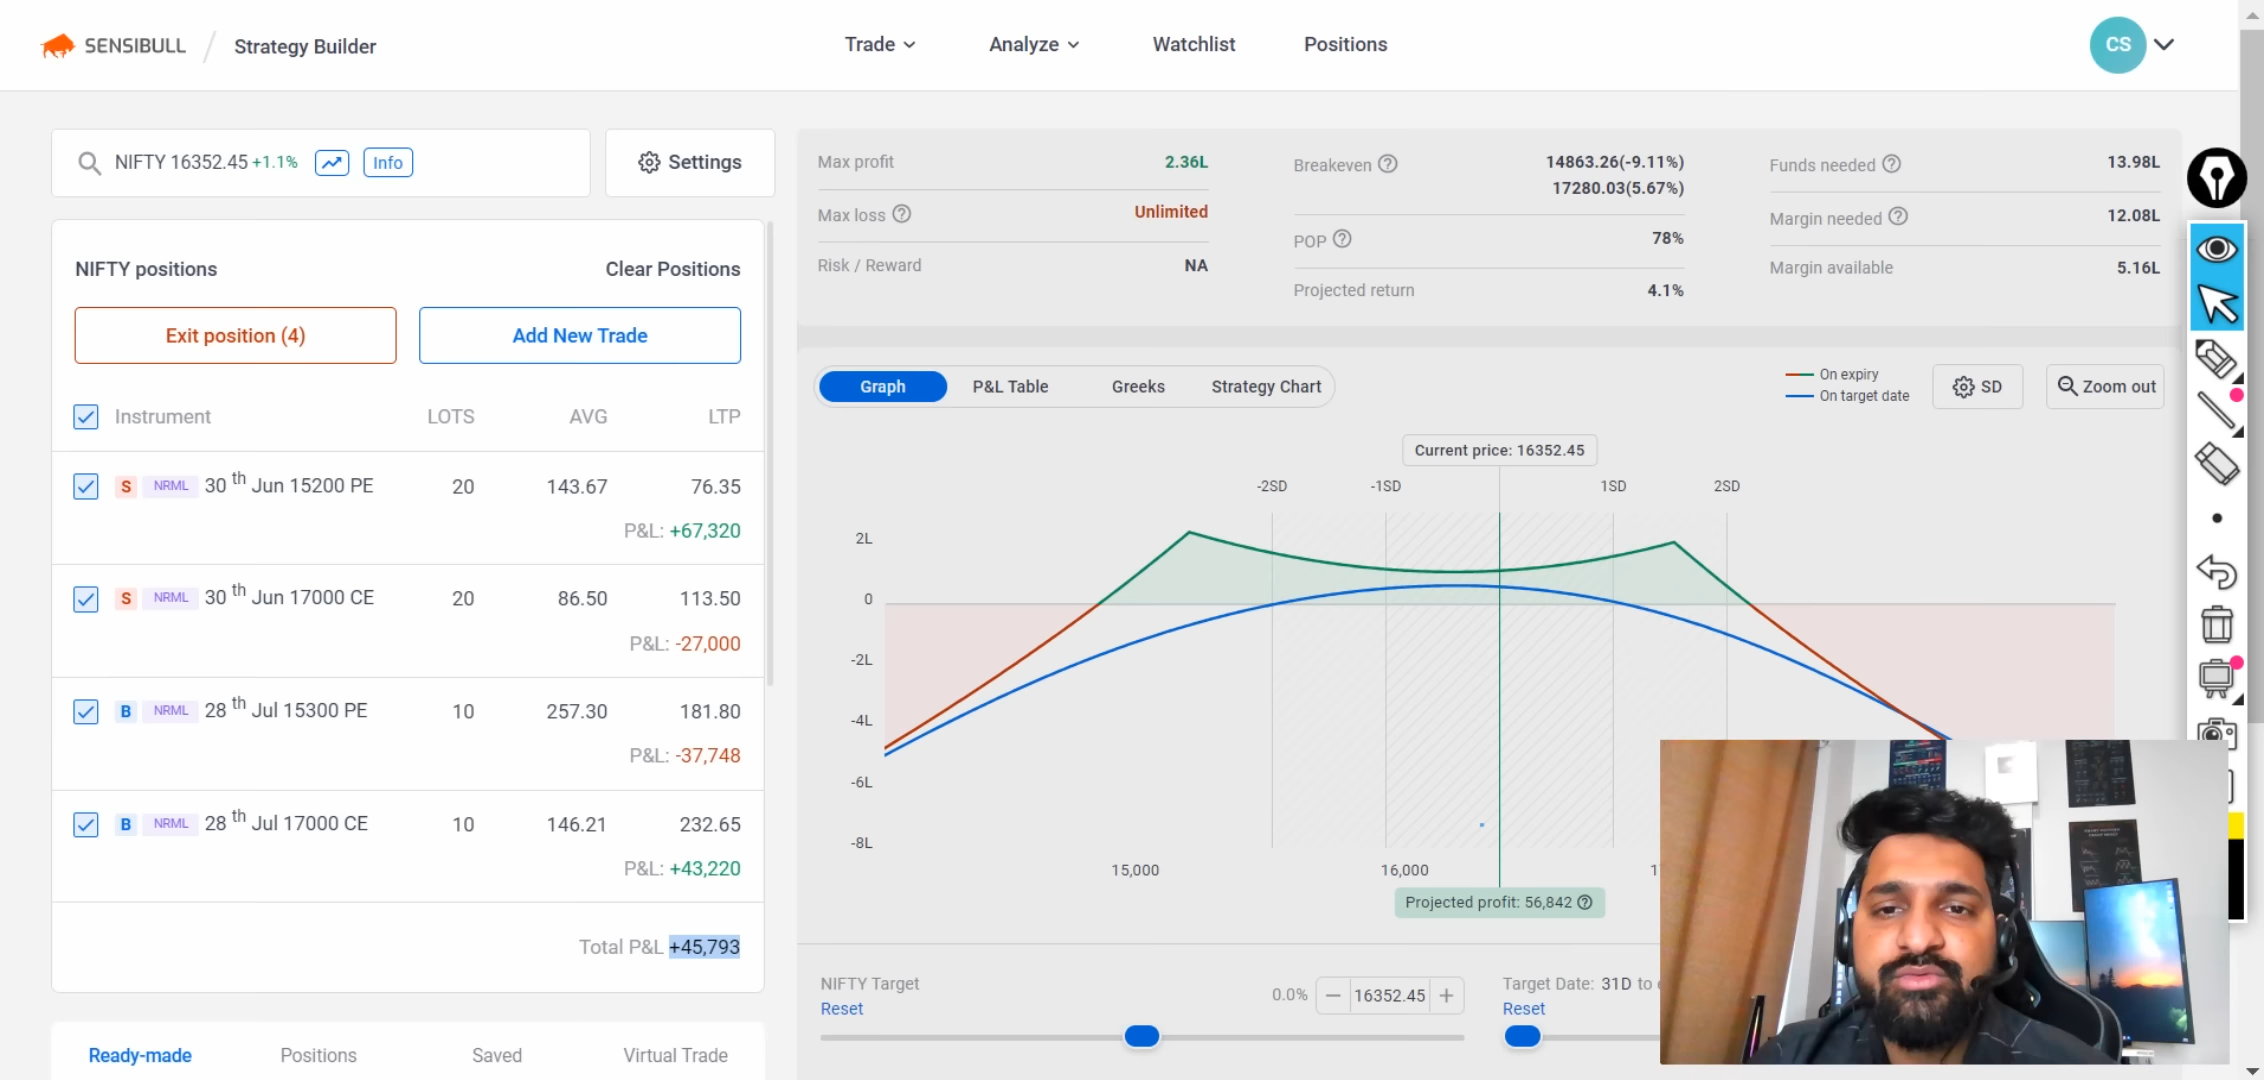 SENSIBULL / Strategy Builder
Trade
Analyze
Watchlist
Positions
CS
NIFTY 16352.45 +1.1%
Info
Settings
NIFTY positions
Clear Positions
Exit position (4)
Add New Trade
Instrument LOTS AVG LTP
S NRML 30 th Jun 15200 PE 20 143.67 76.35
P&L: +67,320
S NRML 30 th Jun 17000 CE 20 86.50 113.50
P&L: -27,000
B NRML 28 th Jul 15300 PE 10 257.30 181.80
P&L: -37,748
B NRML 28 th Jul 17000 CE 10 146.21 232.65
P&L: +43,220
Total P&L +45,793
Ready-made
Positions
Saved
Virtual Trade
Max profit 2.36L
Max loss Unlimited
Risk / Reward NA
Breakeven 14863.26(-9.11%)
17280.03(5.67%)
POP 78%
Projected return 4.1%
Funds needed 13.98L
Margin needed 12.08L
Margin available 5.16L
Graph
P&L Table
Greeks
Strategy Chart
On expiry
On target date
SD
Zoom out
Current price: 16352.45
-2SD
-1SD
1SD
2SD
2L
0
-2L
-4L
-6L
-8L
15,000
16,000
Projected profit: 56,842
NIFTY Target
Reset
0.0%
16352.45
Target Date: 31D to
Reset